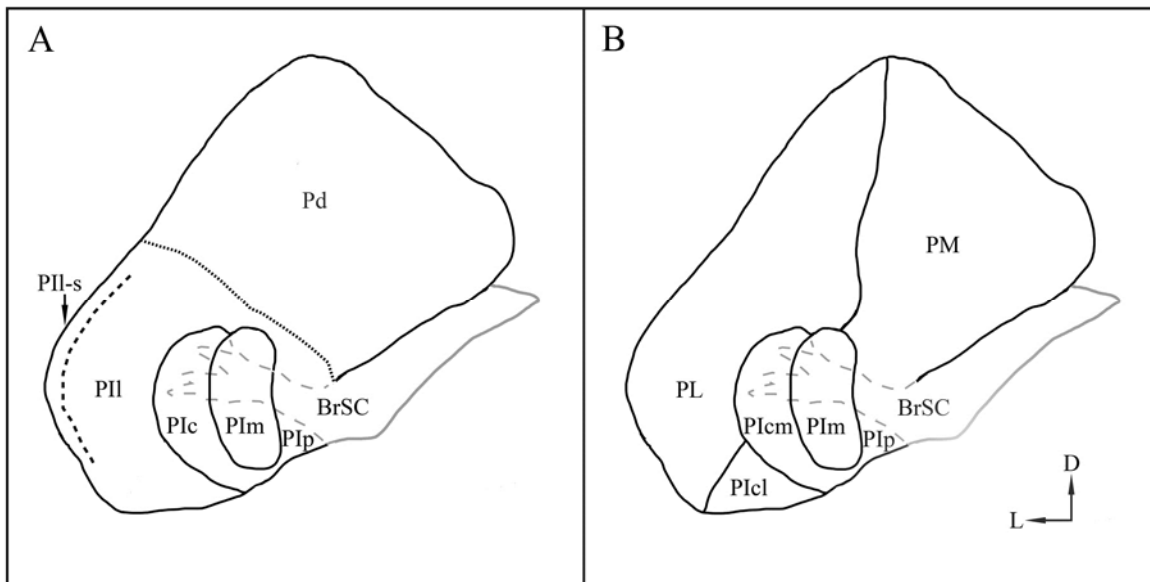 A
Pd
PIl-s
PIl
PIc
PIm
PIp
BrSC
B
PM
PL
PIcm
PIm
PIp
BrSC
PIcl
D
L